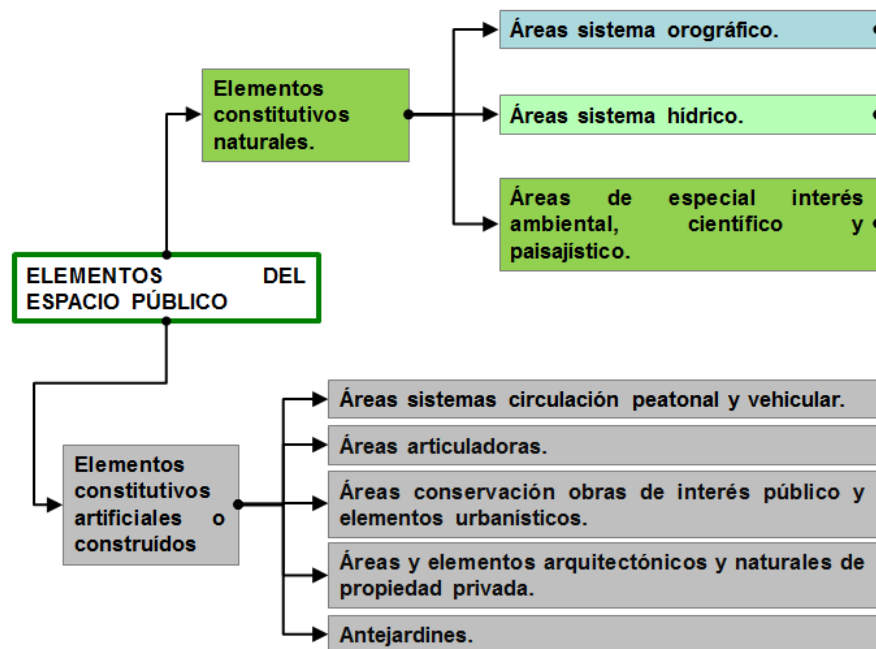 Áreas sistema orográfico.
Elementos
constitutivos
naturales.
Áreas sistema hídrico.
Áreas de especial interés
ambiental, científico y
paisajístico.
ELEMENTOS DEL
ESPACIO PÚBLICO
Elementos
constitutivos
artificiales o
construídos
Áreas sistemas circulación peatonal y vehicular.
Áreas articuladoras.
Áreas conservación obras de interés público y
elementos urbanísticos.
Áreas y elementos arquitectónicos y naturales de
propiedad privada.
Antejardines.